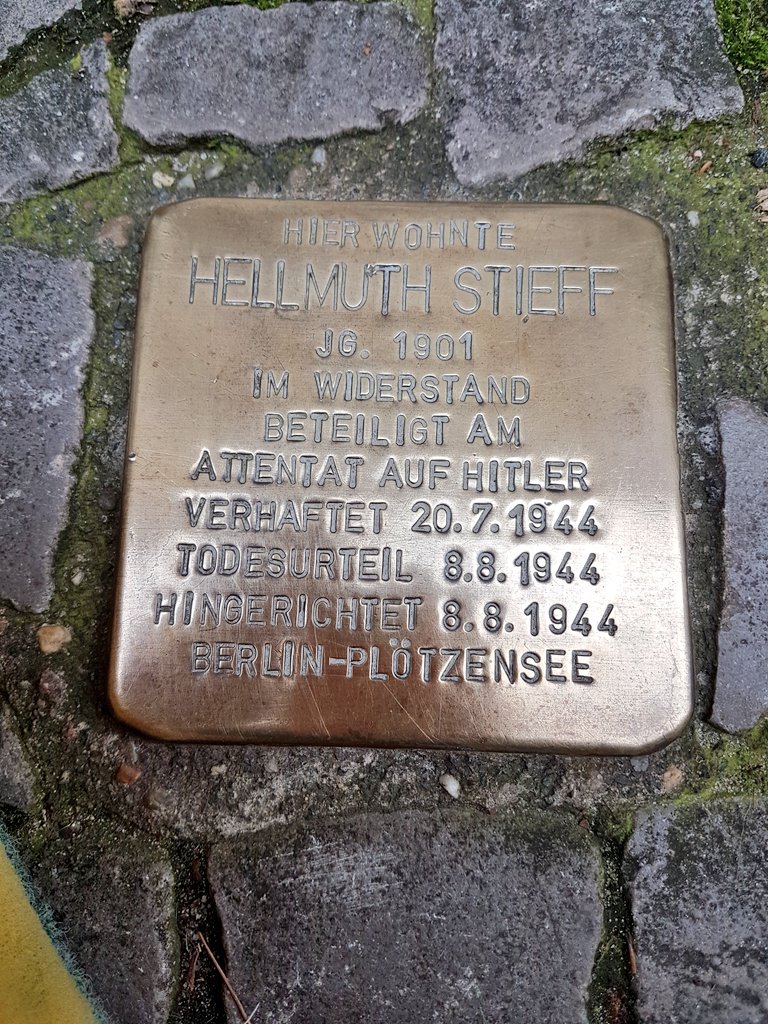 HIER WOHNTE
HELLMUTH STIEFF
JG. 1901
IM WIDERSTAND
BETEILIGT AM
ATTENTAT AUF HITLER
VERHAFTET 20.7.1944
TODESURTEIL 8.8.1944
HINGERICHTET 8.8.1944
BERLIN-PLÖTZENSEE